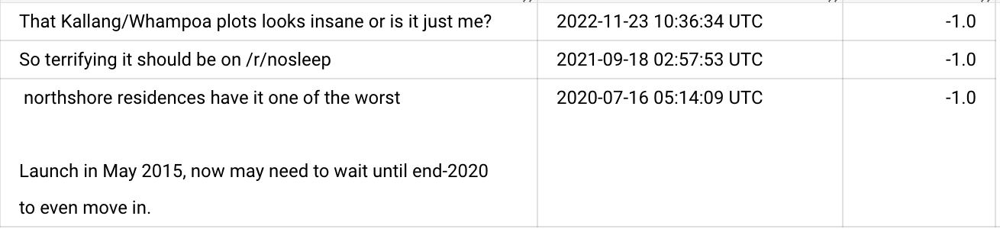 That Kallang/Whampoa plots looks insane or is it just me? 2022-11-23 10:36:34 UTC -1.0
So terrifying it should be on /r/nosleep 2021-09-18 02:57:53 UTC -1.0
northshore residences have it one of the worst 2020-07-16 05:14:09 UTC -1.0
Launch in May 2015, now may need to wait until end-2020
to even move in.